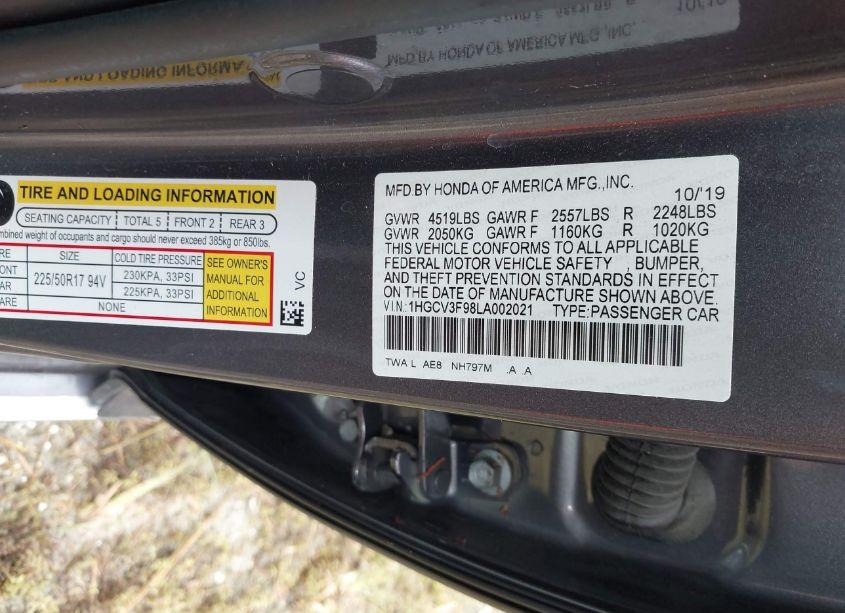 TIRE AND LOADING INFORMATION
SEATING CAPACITY TOTAL 5 FRONT 2 REAR 3
combined weight of occupants and cargo should never exceed 385kg or 850lbs.
SIZE COLD TIRE PRESSURE
225/50R17 94V 230KPA, 33PSI
225KPA, 33PSI
NONE
SEE OWNER'S
MANUAL FOR
ADDITIONAL
INFORMATION
VC
MFD BY HONDA OF AMERICA MFG.,INC.
10/'19
GVWR 4519LBS GAWR F 2557LBS R 2248LBS
GVWR 2050KG GAWR F 1160KG R 1020KG
THIS VEHICLE CONFORMS TO ALL APPLICABLE
FEDERAL MOTOR VEHICLE SAFETY , BUMPER,
AND THEFT PREVENTION STANDARDS IN EFFECT
ON THE DATE OF MANUFACTURE SHOWN ABOVE.
V.I.N.:1HGCV3F98LA002021 TYPE:PASSENGER CAR
TWA L AE8 NH797M .A .A